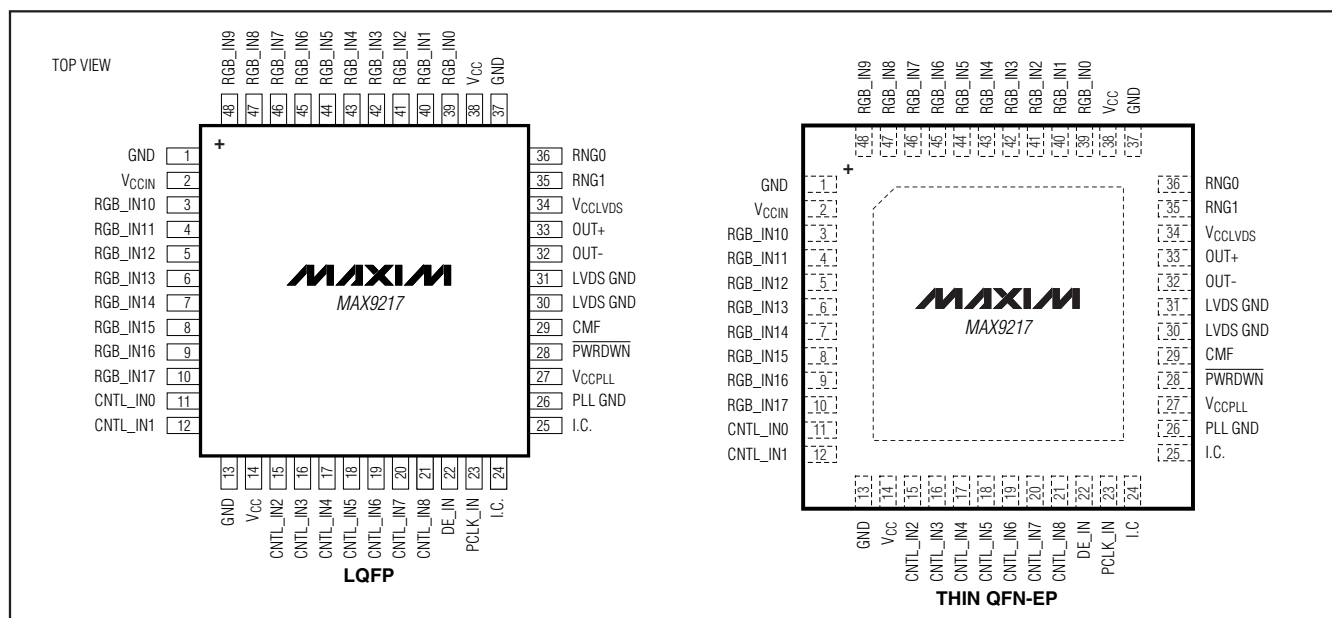 TOP VIEW
RGB_IN9
RGB_IN8
RGB_IN7
RGB_IN6
RGB_IN5
RGB_IN4
RGB_IN3
RGB_IN2
RGB_IN1
RGB_IN0
VCC
GND
48
47
46
45
44
43
42
41
40
39
38
37
+
GND 1
VCCIN 2
RGB_IN10 3
RGB_IN11 4
RGB_IN12 5
RGB_IN13 6
RGB_IN14 7
RGB_IN15 8
RGB_IN16 9
RGB_IN17 10
CNTL_IN0 11
CNTL_IN1 12
MAXIM
MAX9217
36 RNG0
35 RNG1
34 VCCLVDS
33 OUT+
32 OUT-
31 LVDS GND
30 LVDS GND
29 CMF
28 PWRDWN
27 VCCPLL
26 PLL GND
25 I.C.
13
14
15
16
17
18
19
20
21
22
23
24
GND
VCC
CNTL_IN2
CNTL_IN3
CNTL_IN4
CNTL_IN5
CNTL_IN6
CNTL_IN7
CNTL_IN8
DE_IN
PCLK_IN
I.C.
LQFP
RGB_IN9
RGB_IN8
RGB_IN7
RGB_IN6
RGB_IN5
RGB_IN4
RGB_IN3
RGB_IN2
RGB_IN1
RGB_IN0
VCC
GND
48
47
46
45
44
43
42
41
40
39
38
37
+
GND 1
VCCIN 2
RGB_IN10 3
RGB_IN11 4
RGB_IN12 5
RGB_IN13 6
RGB_IN14 7
RGB_IN15 8
RGB_IN16 9
RGB_IN17 10
CNTL_IN0 11
CNTL_IN1 12
MAXIM
MAX9217
36 RNG0
35 RNG1
34 VCCLVDS
33 OUT+
32 OUT-
31 LVDS GND
30 LVDS GND
29 CMF
28 PWRDWN
27 VCCPLL
26 PLL GND
25 I.C.
13
14
15
16
17
18
19
20
21
22
23
24
GND
VCC
CNTL_IN2
CNTL_IN3
CNTL_IN4
CNTL_IN5
CNTL_IN6
CNTL_IN7
CNTL_IN8
DE_IN
PCLK_IN
I.C
THIN QFN-EP